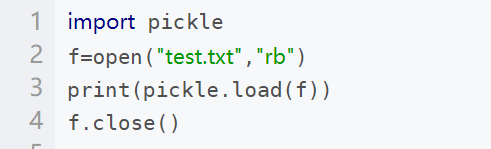 1 import pickle
2 f=open("test.txt","rb")
3 print(pickle.load(f))
4 f.close()